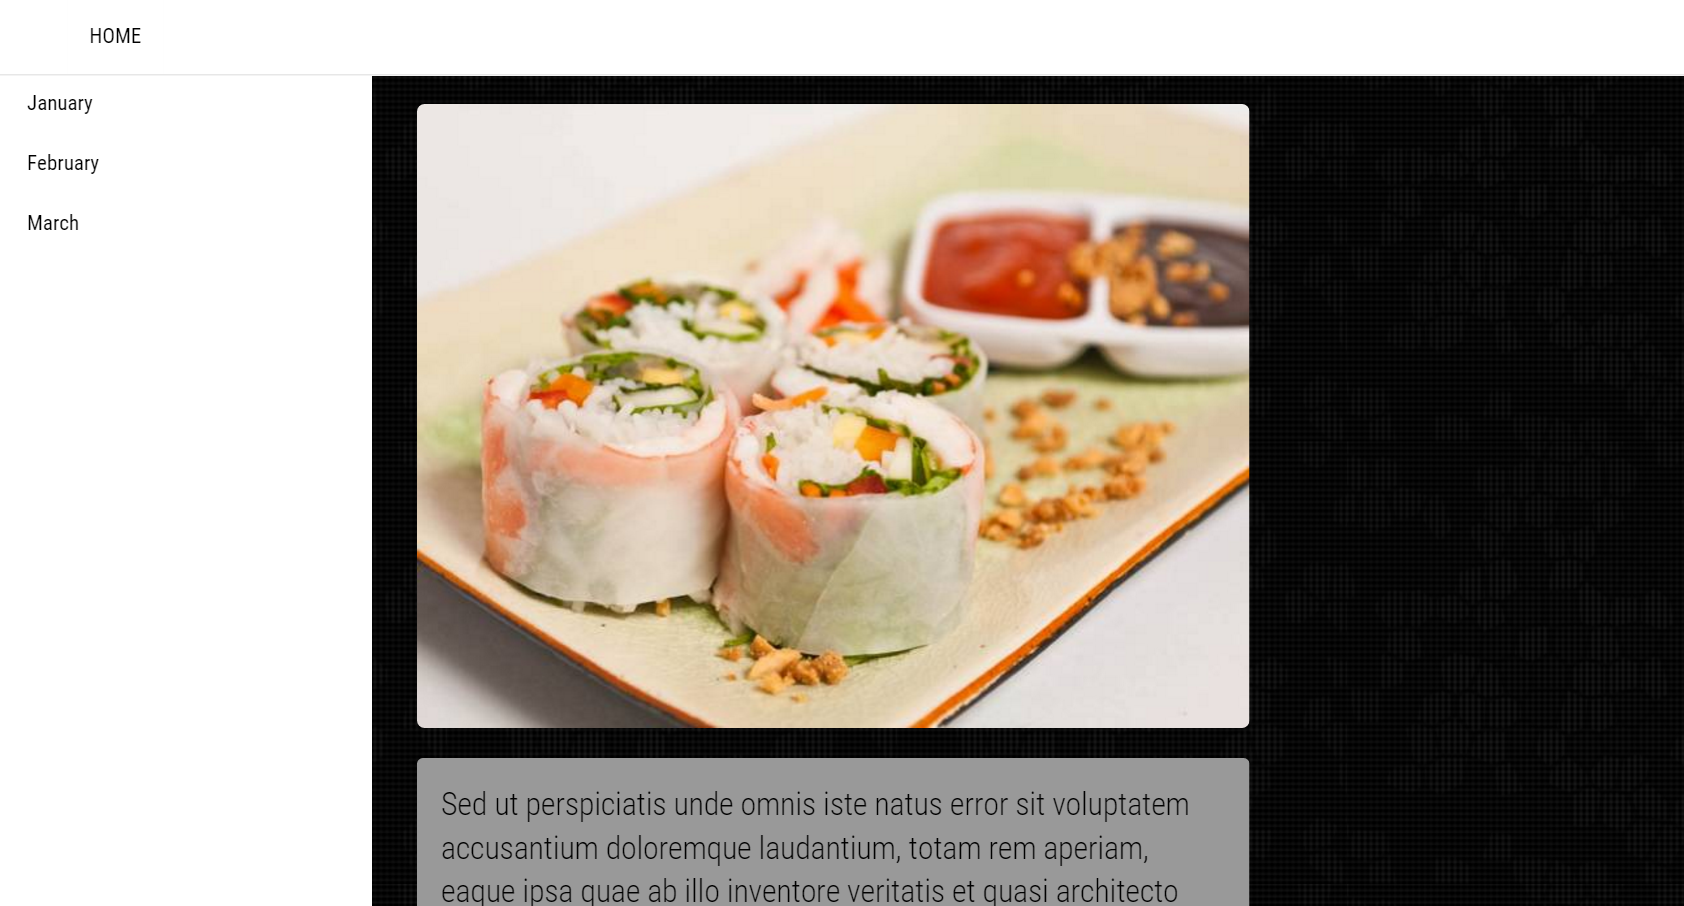 HOME
January
February
March
Sed ut perspiciatis unde omnis iste natus error sit voluptatem
accusantium doloremque laudantium, totam rem aperiam,
eaque ipsa quae ab illo inventore veritatis et quasi architecto